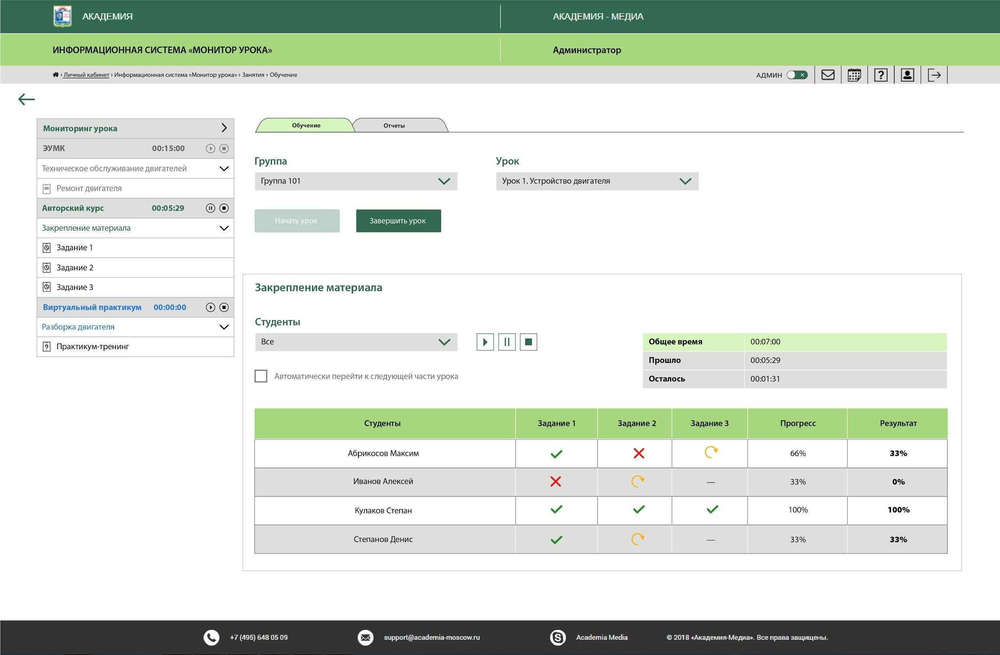 АКАДЕМИЯ
АКАДЕМИЯ - МЕДИА
ИНФОРМАЦИОННАЯ СИСТЕМА «МОНИТОР УРОКА»
Администратор
› Личный кабинет › Информационная система «Монитор урока» › Занятия › Обучение
АДМИН
Мониторинг урока
ЭУМК 00:15:00
Техническое обслуживание двигателей
Ремонт двигателя
Авторский курс 00:05:29
Закрепление материала
Задание 1
Задание 2
Задание 3
Виртуальный практикум 00:00:00
Разборка двигателя
Практикум-тренинг
Обучение
Отчеты
Группа
Группа 101
Урок
Урок 1. Устройство двигателя
Начать урок
Завершить урок
Закрепление материала
Студенты
Все
Автоматически перейти к следующей части урока
Общее время 00:07:00
Прошло 00:05:29
Осталось 00:01:31
Студенты Задание 1 Задание 2 Задание 3 Прогресс Результат
Абрикосов Максим 66% 33%
Иванов Алексей — 33% 0%
Кулаков Степан 100% 100%
Степанов Денис — 33% 33%
+7 (495) 648 05 09
support@academia-moscow.ru
Academia Media
© 2018 «Академия-Медиа». Все права защищены.